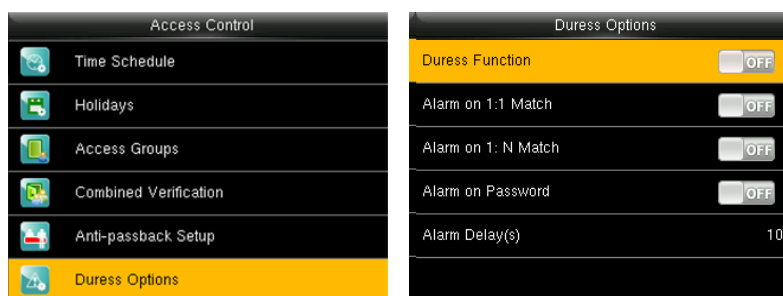 Access Control
Time Schedule
Holidays
Access Groups
Combined Verification
Anti-passback Setup
Duress Options
Duress Options
Duress Function OFF
Alarm on 1:1 Match OFF
Alarm on 1: N Match OFF
Alarm on Password OFF
Alarm Delay(s) 10